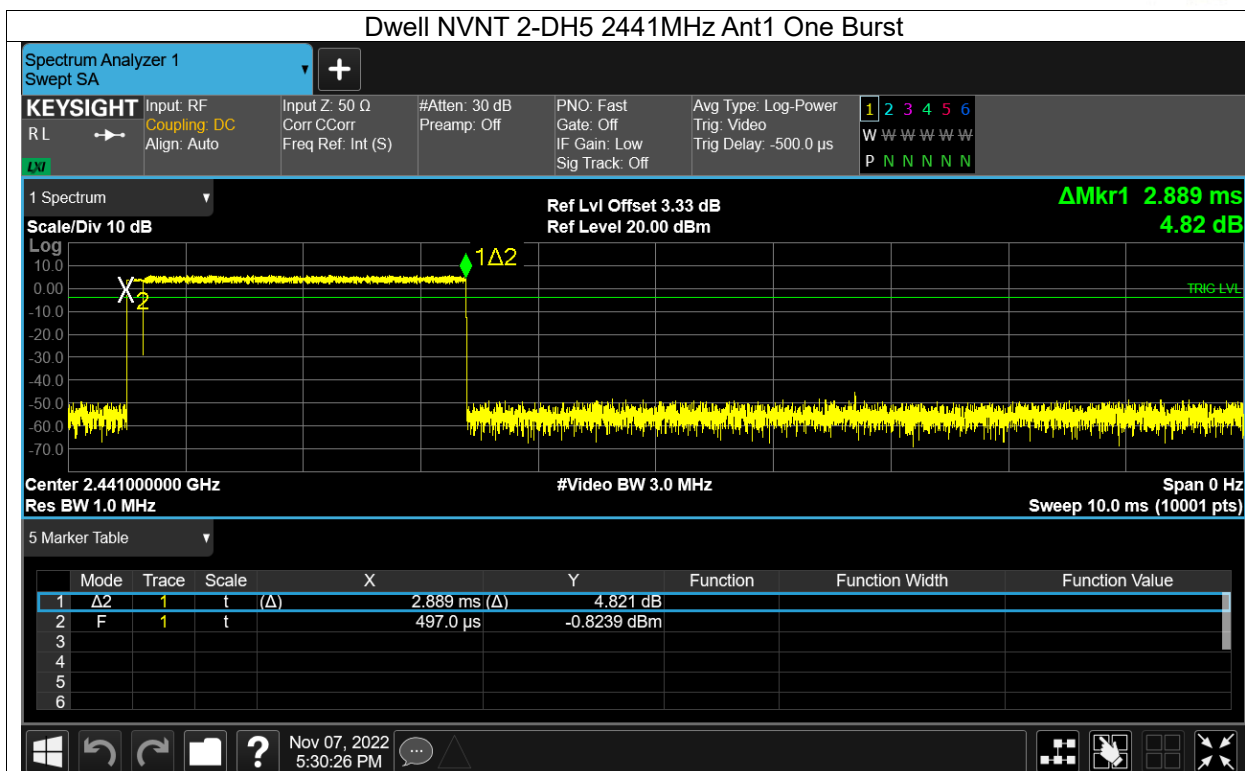 Dwell NVNT 2-DH5 2441MHz Ant1 One Burst
Spectrum Analyzer 1
Swept SA
KEYSIGHT
R L
LXI
Input: RF
Coupling: DC
Align: Auto
Input Z: 50 Ω
Corr CCorr
Freq Ref: Int (S)
#Atten: 30 dB
Preamp: Off
PNO: Fast
Gate: Off
IF Gain: Low
Sig Track: Off
Avg Type: Log-Power
Trig: Video
Trig Delay: -500.0 µs
1 2 3 4 5 6
W W W W W W
P N N N N N
1 Spectrum
Scale/Div 10 dB
Ref Lvl Offset 3.33 dB
Ref Level 20.00 dBm
ΔMkr1 2.889 ms
4.82 dB
Log
10.0
0.00
-10.0
-20.0
-30.0
-40.0
-50.0
-60.0
-70.0
1Δ2
X2
TRIG LVL
Center 2.441000000 GHz
#Video BW 3.0 MHz
Span 0 Hz
Res BW 1.0 MHz
Sweep 10.0 ms (10001 pts)
5 Marker Table
Mode Trace Scale X Y Function Function Width Function Value
1 Δ2 1 t (Δ) 2.889 ms (Δ) 4.821 dB
2 F 1 t 497.0 µs -0.8239 dBm
3
4
5
6
?
Nov 07, 2022
5:30:26 PM